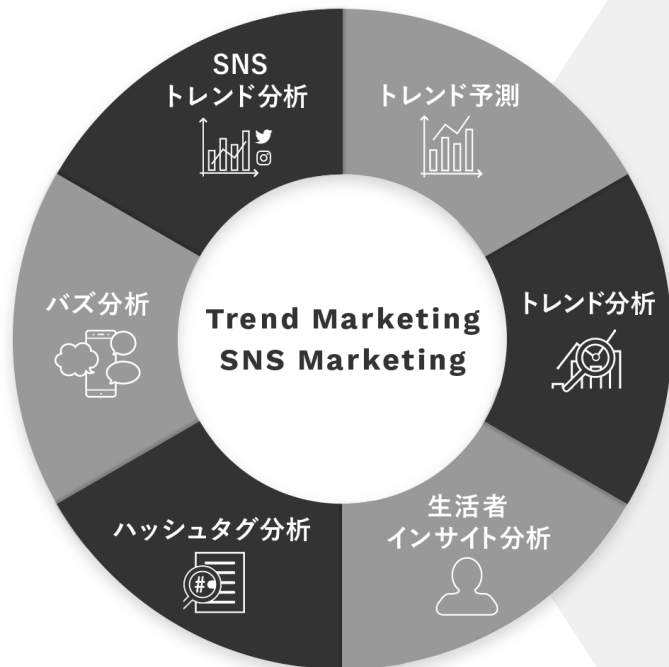 SNS
トレンド分析
トレンド予測
トレンド分析
生活者
インサイト分析
#
ハッシュタグ分析
バズ分析
Trend Marketing
SNS Marketing